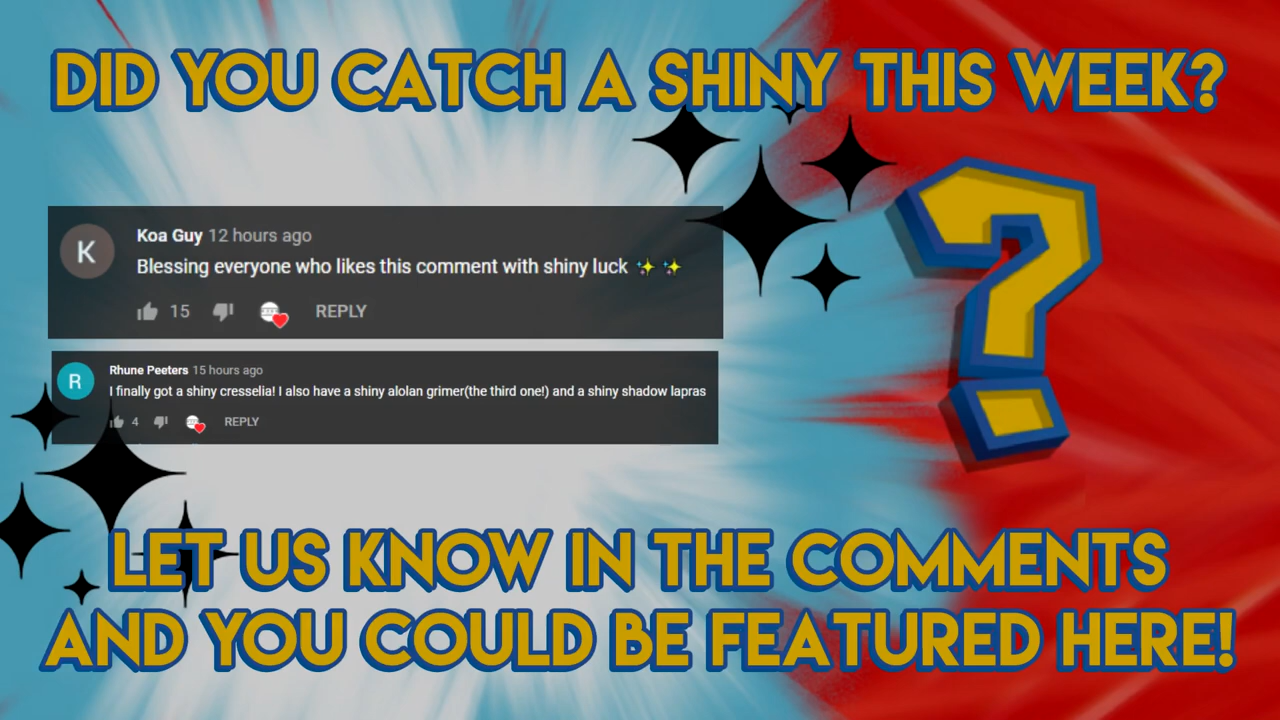 DID YOU CATCH A SHINY THIS WEEK?
K
Koa Guy 12 hours ago
Blessing everyone who likes this comment with shiny luck ✨ ✨
15 REPLY
R
Rhune Peeters 15 hours ago
I finally got a shiny cresselia! I also have a shiny alolan grimer(the third one!) and a shiny shadow lapras
4 REPLY
?
LET US KNOW IN THE COMMENTS
AND YOU COULD BE FEATURED HERE!